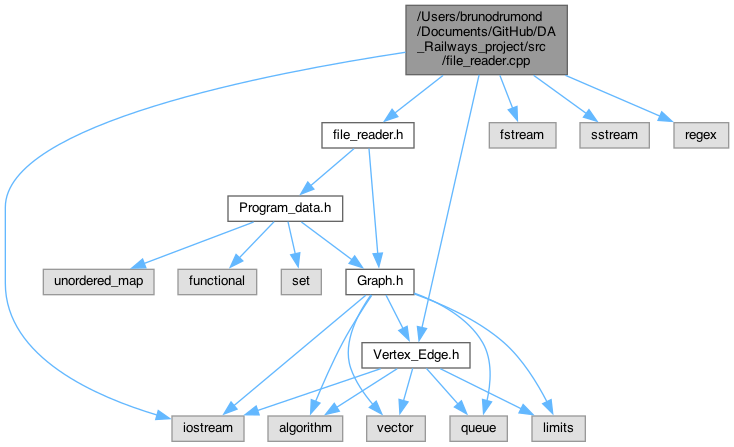 /Users/brunodrumond
/Documents/GitHub/DA
_Railways_project/src
/file_reader.cpp
file_reader.h
fstream
sstream
regex
Program_data.h
unordered_map
functional
set
Graph.h
Vertex_Edge.h
iostream
algorithm
vector
queue
limits